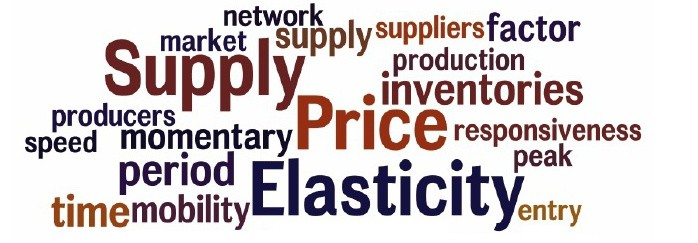 network
market supply suppliers factor
Supply production
inventories
producers momentary Price responsiveness
speed peak
period Elasticity
time mobility entry